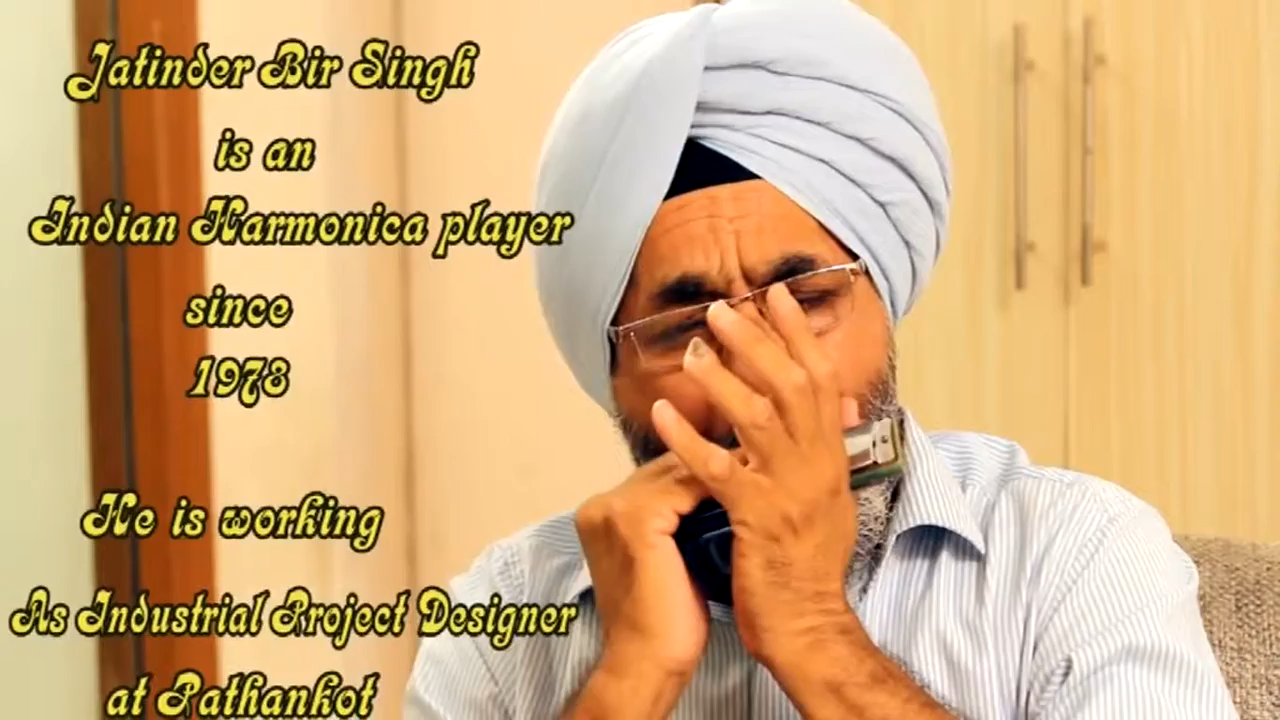 Jatinder Bir Singh
is an
Indian Harmonica player
since
1978
He is working
As Industrial Project Designer
at Pathankot